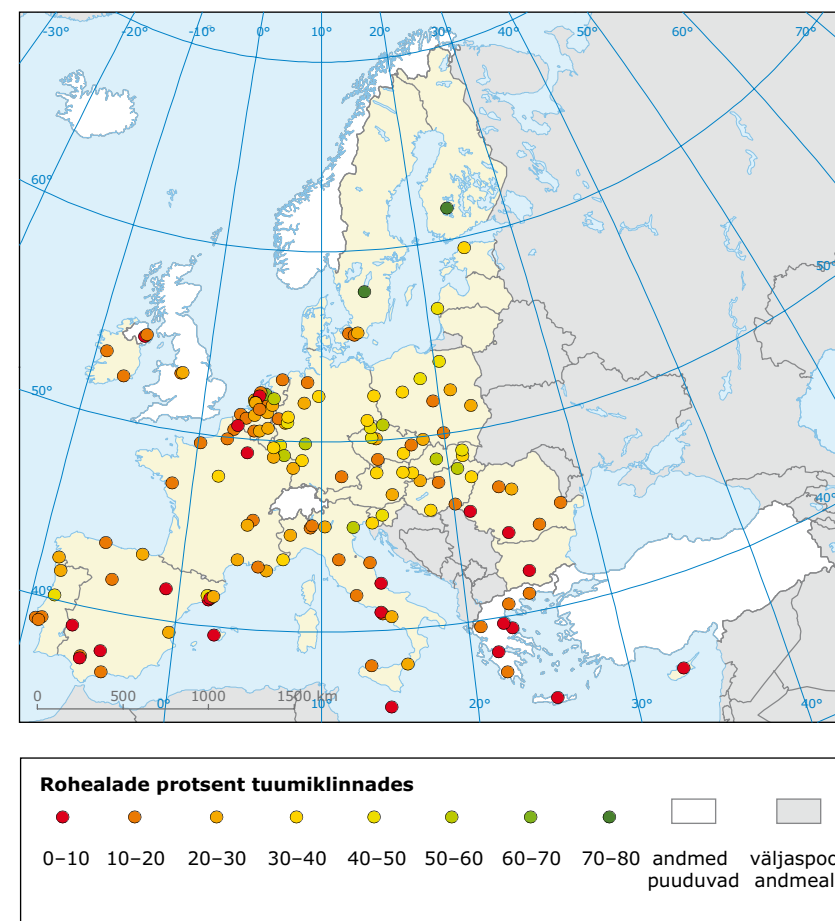 -30° -20° -10° 0° 10° 20° 30° 40° 50° 60° 70°
60°
50°
50°
40°
40°
0 500 1000 1500 km
0° 10° 20° 30° 40°
Rohealade protsent tuumiklinnades
0–10 10–20 20–30 30–40 40–50 50–60 60–70 70–80 andmed väljaspoo
puuduvad andmeal